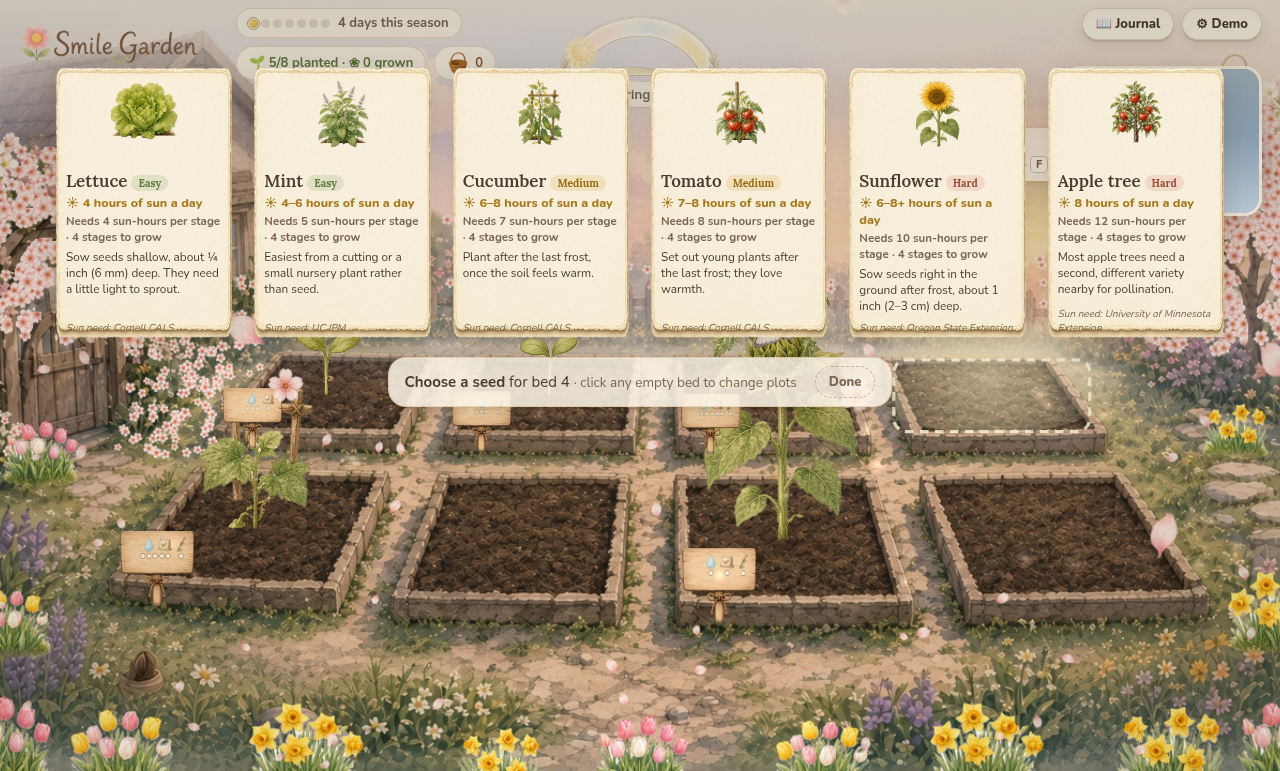 Smile Garden
4 days this season
🌱 5/8 planted · ❀ 0 grown
0
📖 Journal
⚙ Demo
ring
F
Lettuce Easy
☀ 4 hours of sun a day
Needs 4 sun-hours per stage
· 4 stages to grow
Sow seeds shallow, about ¼
inch (6 mm) deep. They need
a little light to sprout.
Sun need: Cornell CALS
Mint Easy
☀ 4–6 hours of sun a day
Needs 5 sun-hours per stage
· 4 stages to grow
Easiest from a cutting or a
small nursery plant rather
than seed.
Sun need: UC IPM
Cucumber Medium
☀ 6–8 hours of sun a day
Needs 7 sun-hours per stage
· 4 stages to grow
Plant after the last frost,
once the soil feels warm.
Sun need: Cornell CALS
Tomato Medium
☀ 7–8 hours of sun a day
Needs 8 sun-hours per stage
· 4 stages to grow
Set out young plants after
the last frost; they love
warmth.
Sun need: Cornell CALS
Sunflower Hard
☀ 6–8+ hours of sun a
day
Needs 10 sun-hours per
stage · 4 stages to grow
Sow seeds right in the
ground after frost, about 1
inch (2–3 cm) deep.
Sun need: Oregon State Extension
Apple tree Hard
☀ 8 hours of sun a day
Needs 12 sun-hours per
stage · 4 stages to grow
Most apple trees need a
second, different variety
nearby for pollination.
Sun need: University of Minnesota
Extension
Choose a seed for bed 4 · click any empty bed to change plots
Done